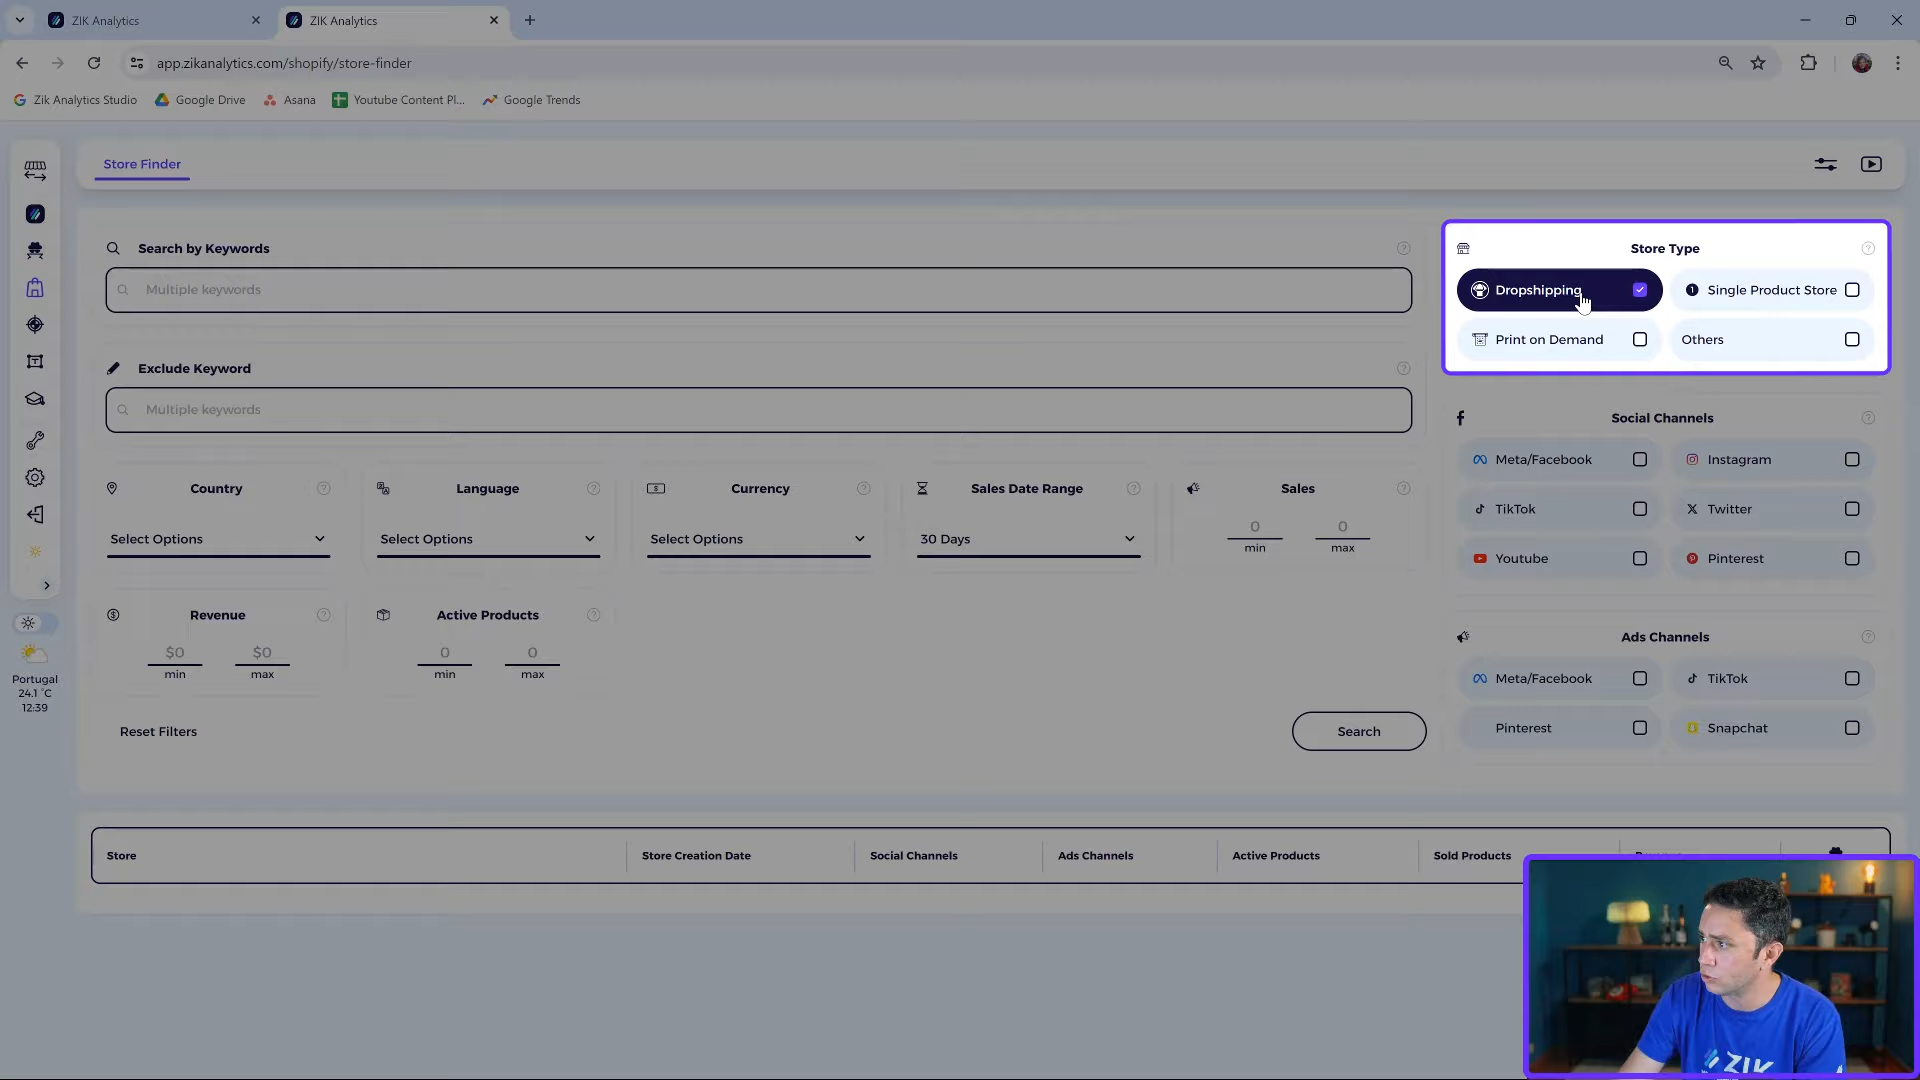 ZIK Analytics
ZIK Analytics
app.zikanalytics.com/shopify/store-finder
Zik Analytics Studio
Google Drive
Asana
Youtube Content Pl...
Google Trends
Store Finder
Search by Keywords
Multiple keywords
Exclude Keyword
Multiple keywords
Country
Language
Currency
Sales Date Range
Sales
Select Options
Select Options
Select Options
30 Days
0
min
0
max
Revenue
$0
min
$0
max
Active Products
0
min
0
max
Reset Filters
Search
Store Type
Dropshipping
Single Product Store
Print on Demand
Others
Social Channels
Meta/Facebook
Instagram
TikTok
Twitter
Youtube
Pinterest
Ads Channels
Meta/Facebook
TikTok
Pinterest
Snapchat
Portugal
24.1 °C
12:39
Store
Store Creation Date
Social Channels
Ads Channels
Active Products
Sold Products
ZIK